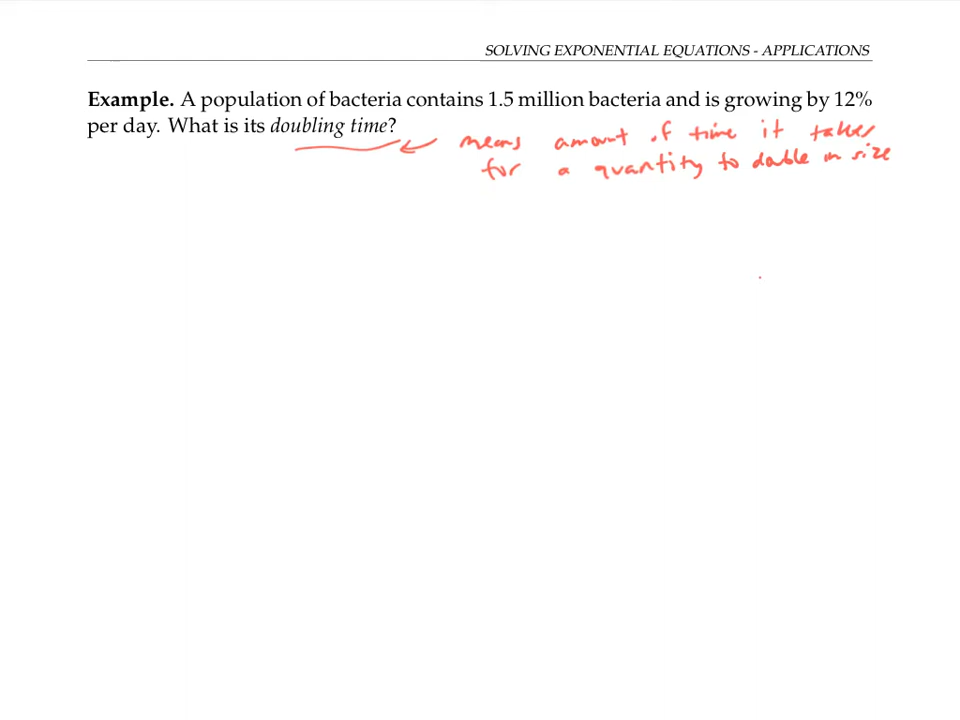 SOLVING EXPONENTIAL EQUATIONS - APPLICATIONS
Example. A population of bacteria contains 1.5 million bacteria and is growing by 12%
per day. What is its doubling time?
means amount of time it takes
for a quantity to double in size